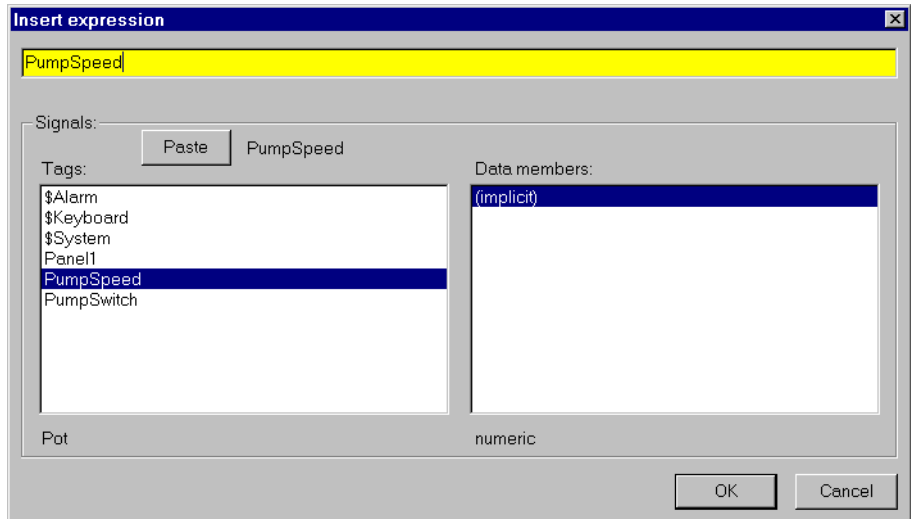 Insert expression
PumpSpeed
Signals:
Paste PumpSpeed
Tags:
Data members:
$Alarm
$Keyboard
$System
Panel1
PumpSpeed
PumpSwitch
(implicit)
Pot
numeric
OK Cancel